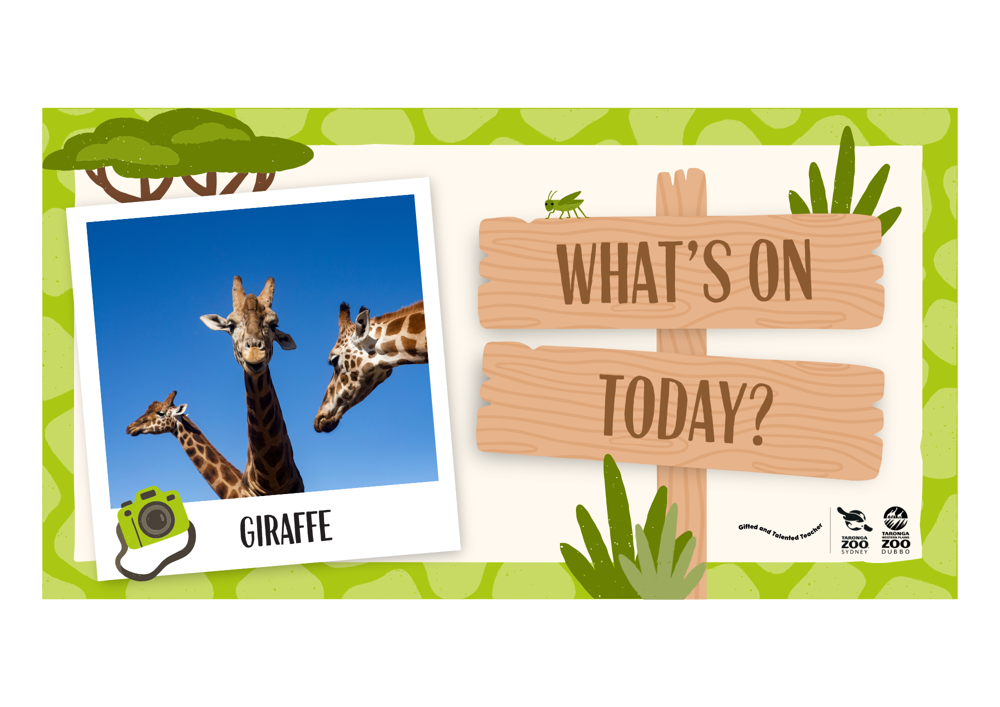 WHAT'S ON
TODAY?
GIRAFFE
Gifted and Talented Teacher
TARONGA
ZOO
SYDNEY
TARONGA
WESTERN PLAINS
ZOO
DUBBO